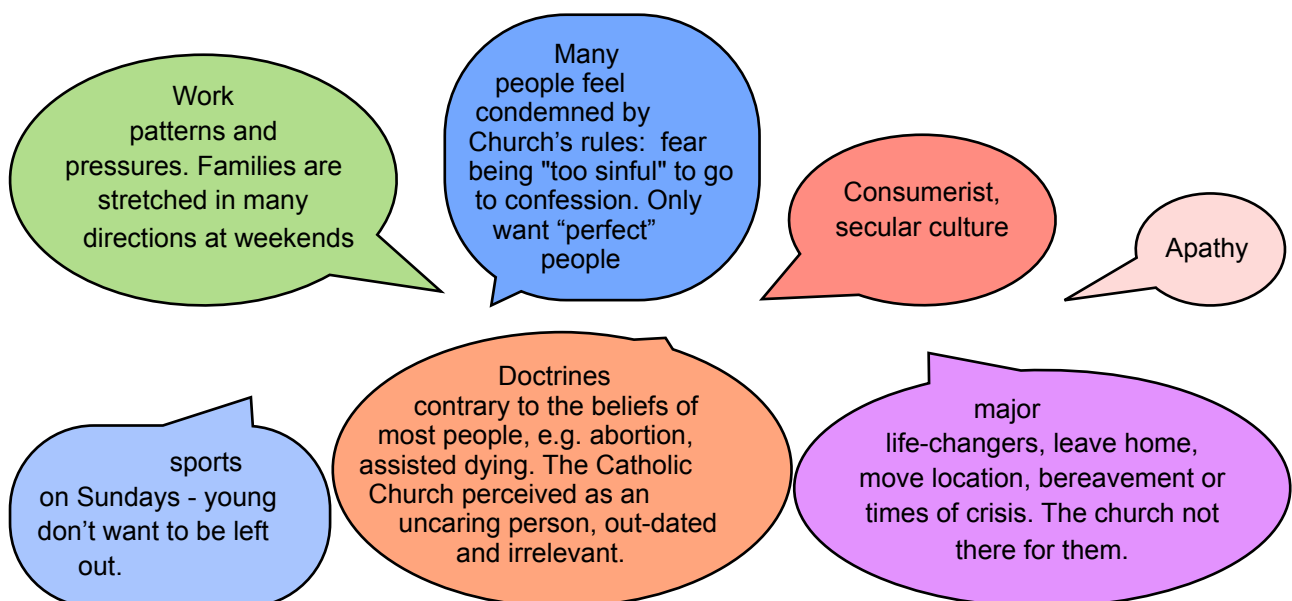 Work
patterns and
pressures. Families are
stretched in many
directions at weekends
Many
people feel
condemned by
Church’s rules:  fear
being "too sinful" to go
to confession. Only
want “perfect”
people
Consumerist,
secular culture
Apathy
sports
on Sundays - young
don’t want to be left
out.
Doctrines
contrary to the beliefs of
most people, e.g. abortion,
assisted dying. The Catholic
Church perceived as an
uncaring person, out-dated
and irrelevant.
major
life-changers, leave home,
move location, bereavement or
times of crisis. The church not
there for them.